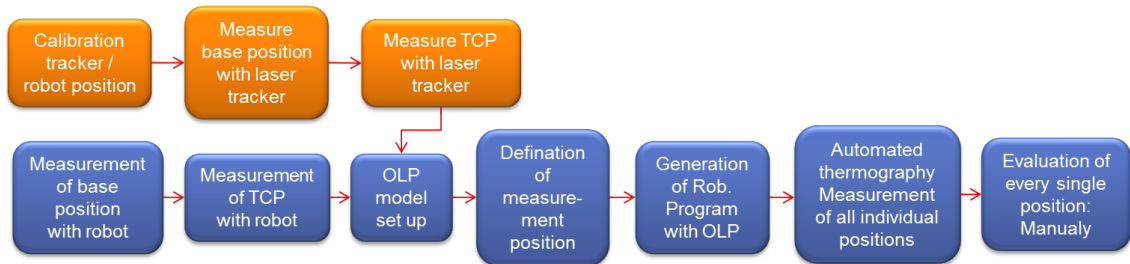 Calibration
tracker /
robot position
Measure
base position
with laser
tracker
Measure TCP
with laser
tracker
Measurement
of base
position
with robot
Measurement
of TCP
with robot
OLP
model
set up
Defination
of
measure-
ment
position
Generation
of Rob.
Program
with OLP
Automated
thermography
Measurement
of all individual
positions
Evaluation of
every single
position:
Manualy